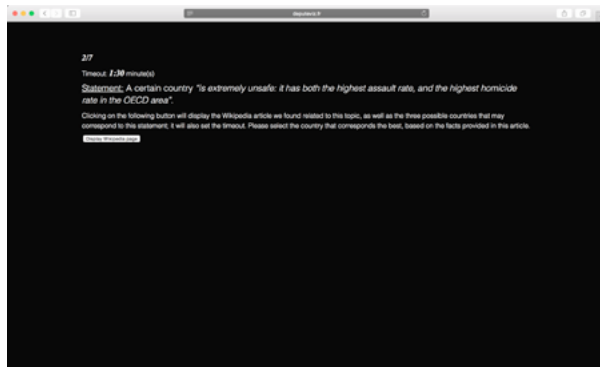 2/7
Timeout: 1:30 minute(s)
Statement: A certain country "is extremely unsafe: it has both the highest assault rate, and the highest homicide
rate in the OECD area".
Clicking on the following button will display the Wikipedia article we found related to this topic, as well as the three possible countries that may
correspond to this statement; it will also set the timeout. Please select the country that corresponds the best, based on the facts provided in this article.
Display Wikipedia page